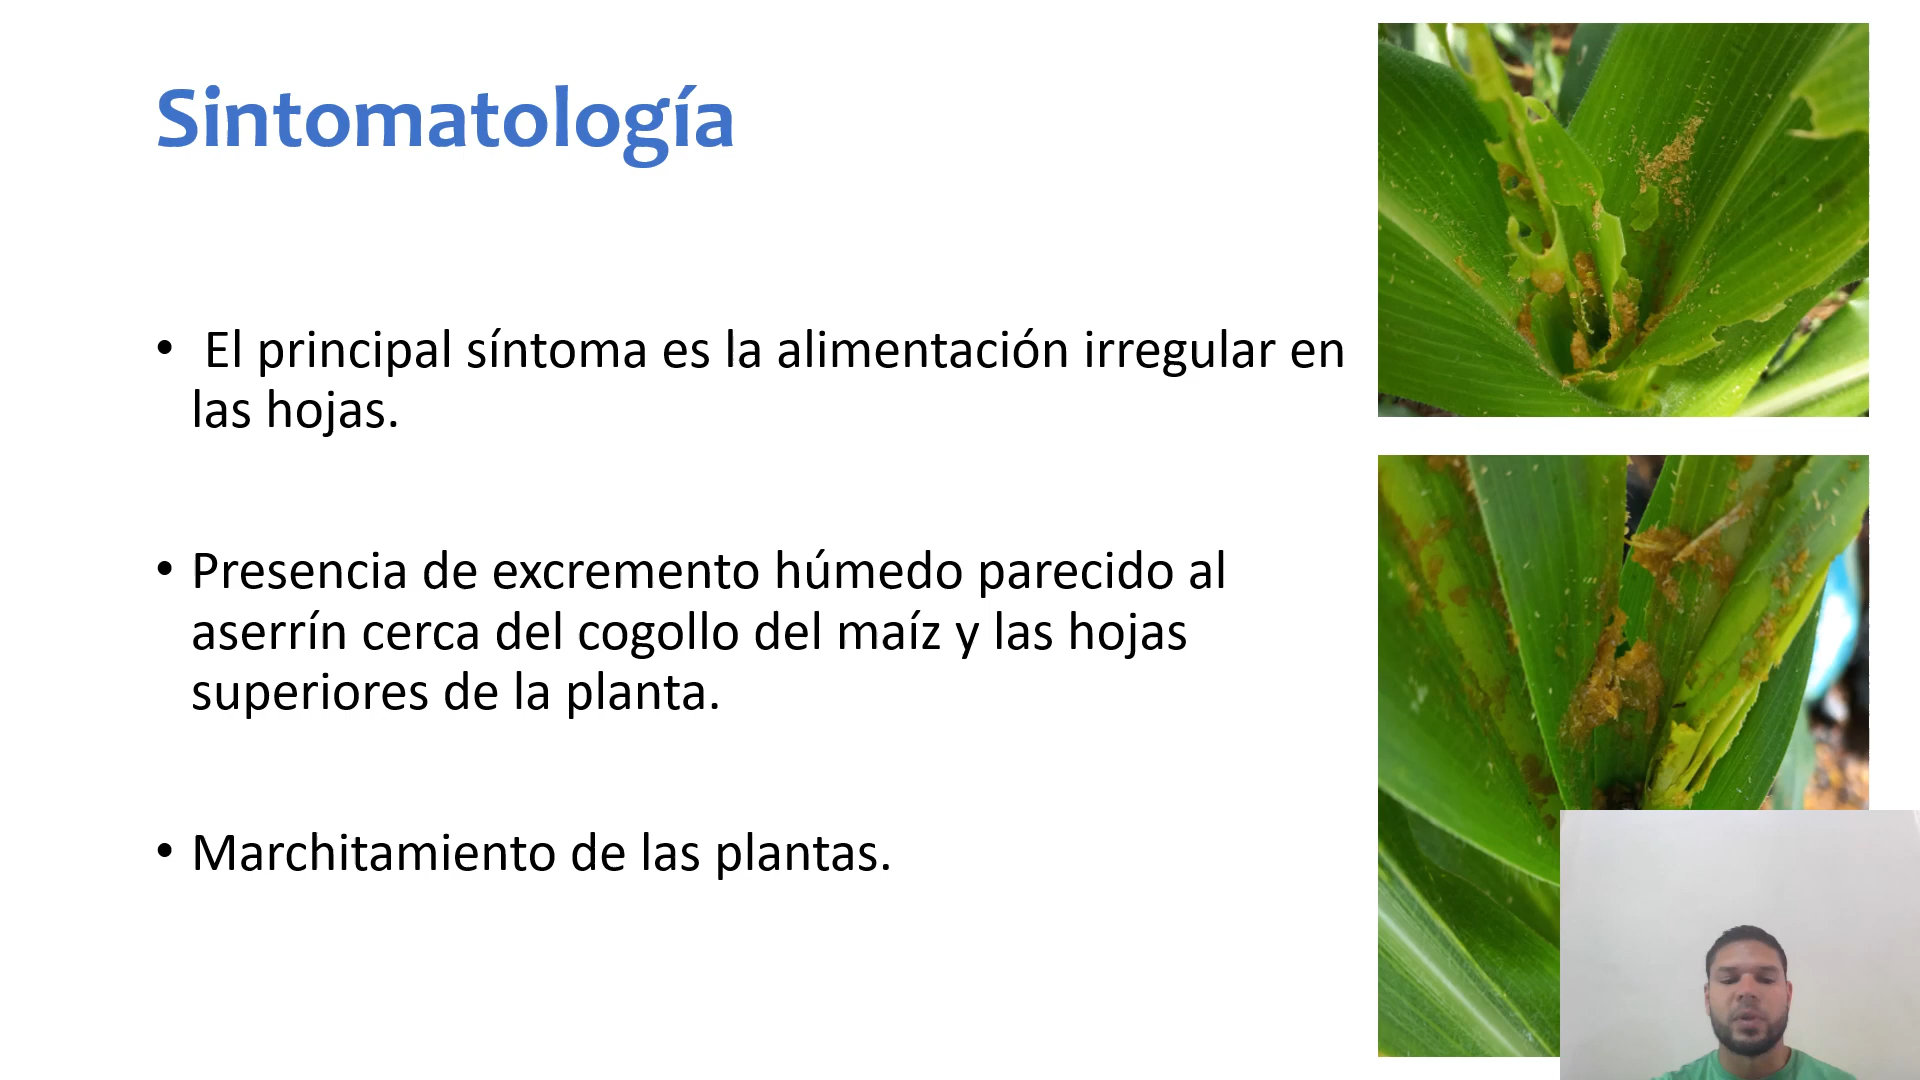 Sintomatología
• El principal síntoma es la alimentación irregular en
las hojas.
• Presencia de excremento húmedo parecido al
aserrín cerca del cogollo del maíz y las hojas
superiores de la planta.
• Marchitamiento de las plantas.